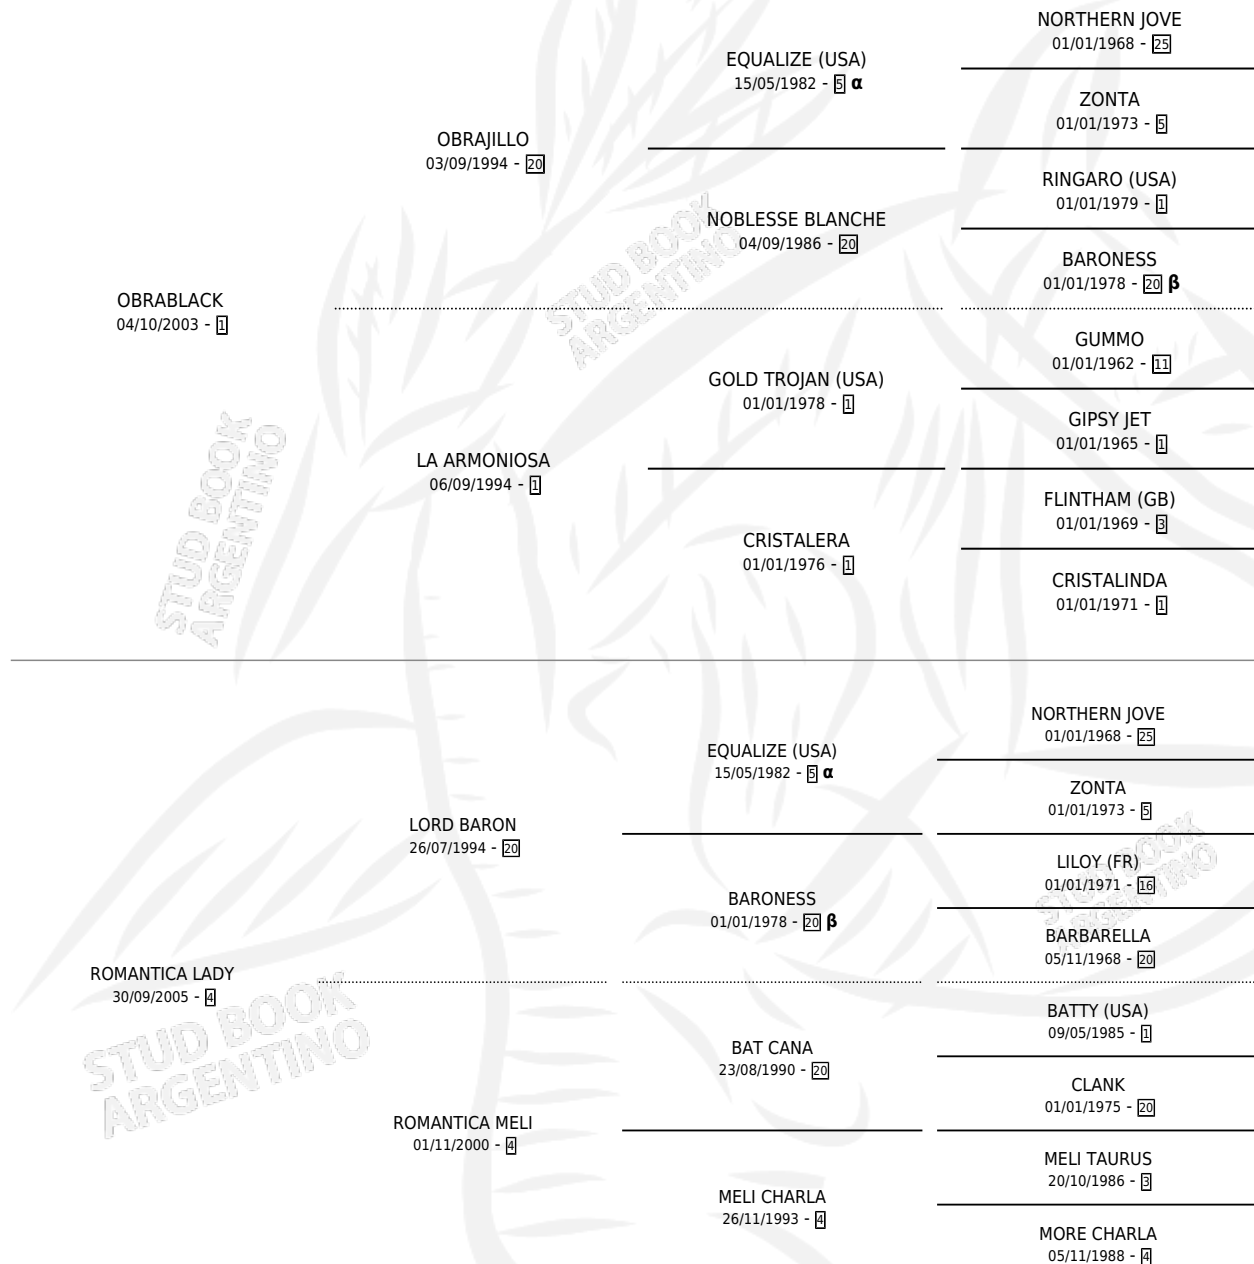 NORTHERN JOVE
01/01/1968 - 25
EQUALIZE (USA)
15/05/1982 - 5 α
ZONTA
01/01/1973 - 5
OBRAJILLO
03/09/1994 - 20
RINGARO (USA)
01/01/1979 - 1
NOBLESSE BLANCHE
04/09/1986 - 20
BARONESS
01/01/1978 - 20 β
OBRABLACK
04/10/2003 - 1
GUMMO
01/01/1962 - 11
GOLD TROJAN (USA)
01/01/1978 - 1
GIPSY JET
01/01/1965 - 1
LA ARMONIOSA
06/09/1994 - 1
FLINTHAM (GB)
01/01/1969 - 3
CRISTALERA
01/01/1976 - 1
CRISTALINDA
01/01/1971 - 1
STUD BOOK
ARGENTINO
STUD BOOK
ARGENTINO
NORTHERN JOVE
01/01/1968 - 25
EQUALIZE (USA)
15/05/1982 - 5 α
ZONTA
01/01/1973 - 5
LORD BARON
26/07/1994 - 20
LILOY (FR)
01/01/1971 - 16
BARONESS
01/01/1978 - 20 β
BARBARELLA
05/11/1968 - 20
ROMANTICA LADY
30/09/2005 - 4
BATTY (USA)
09/05/1985 - 1
BAT CANA
23/08/1990 - 20
CLANK
01/01/1975 - 20
ROMANTICA MELI
01/11/2000 - 4
MELI TAURUS
20/10/1986 - 3
MELI CHARLA
26/11/1993 - 4
MORE CHARLA
05/11/1988 - 4
STUD BOOK
ARGENTINO
STUD BOOK
ARGENTINO